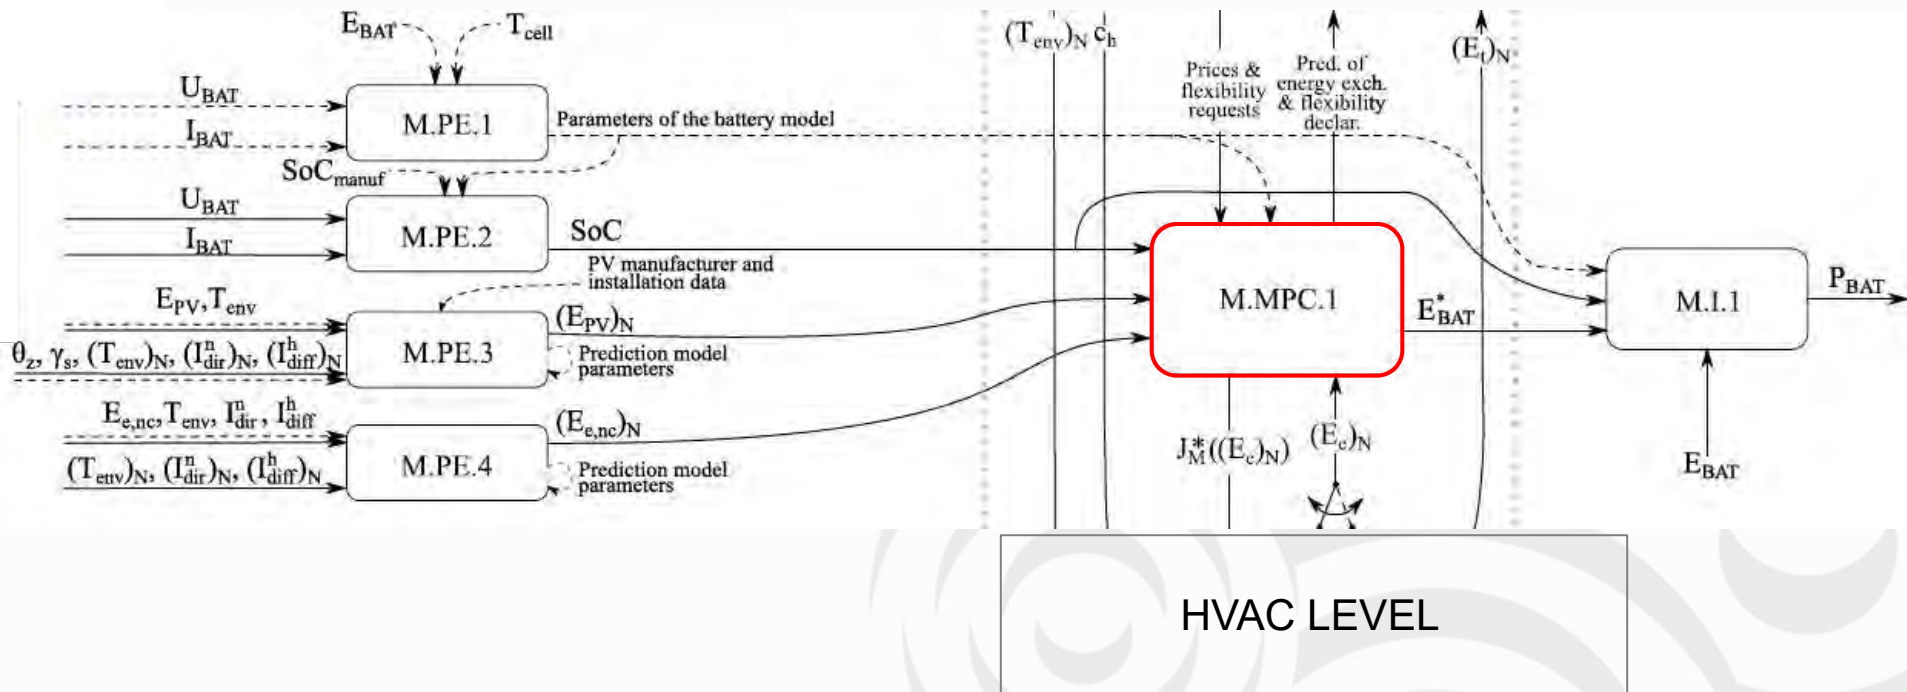 E_BAT
T_cell
(T_env)_N c_h
(E_t)_N
Prices &
flexibility
requests
Pred. of
energy exch.
& flexibility
declar.
U_BAT
I_BAT
M.PE.1
Parameters of the battery model
SoC_manuf
U_BAT
I_BAT
M.PE.2
SoC
PV manufacturer and
installation data
E_PV, T_env
θ_z, γ_s, (T_env)_N, (I^n_dir)_N, (I^h_diff)_N
M.PE.3
(E_PV)_N
Prediction model
parameters
E_e,nc, T_env, I^n_dir, I^h_diff
(T_env)_N, (I^n_dir)_N, (I^h_diff)_N
M.PE.4
(E_e,nc)_N
Prediction model
parameters
M.MPC.1
E*_BAT
M.I.1
P_BAT
E_BAT
J*_M((E_c)_N)
(E_c)_N
HVAC LEVEL